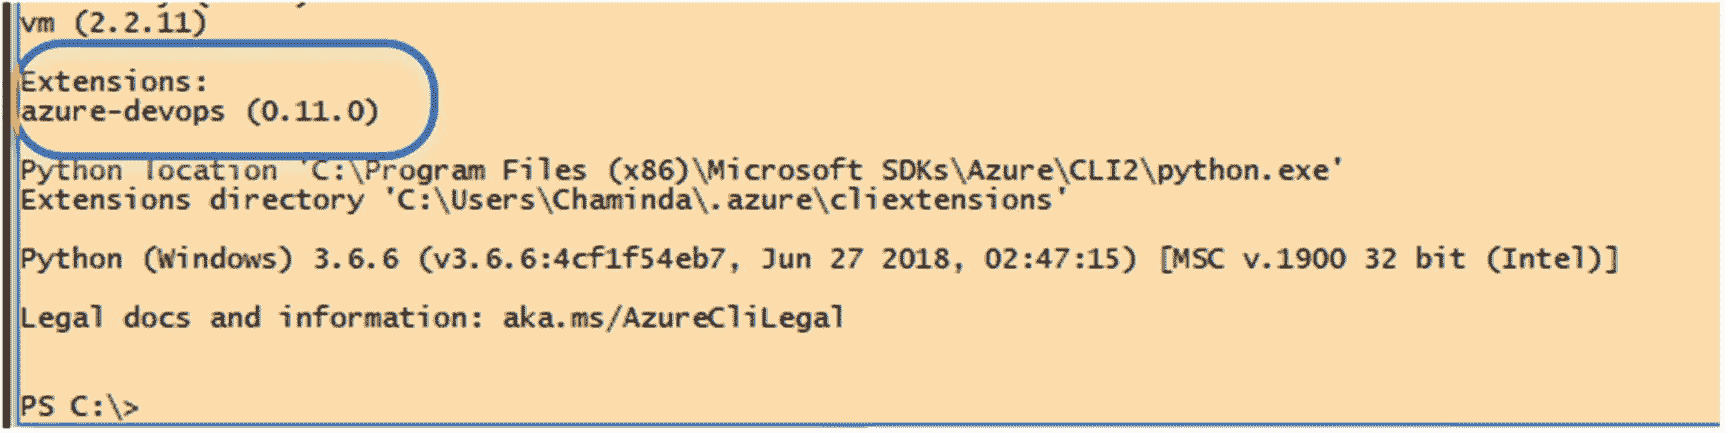 vm (2.2.11)
Extensions:
azure-devops (0.11.0)
Python location 'C:\Program Files (x86)\Microsoft SDKs\Azure\CLI2\python.exe'
Extensions directory 'C:\Users\Chaminda\.azure\cliextensions'
Python (Windows) 3.6.6 (v3.6.6:4cf1f54eb7, Jun 27 2018, 02:47:15) [MSC v.1900 32 bit (Intel)]
Legal docs and information: aka.ms/AzureCliLegal
PS C:\>